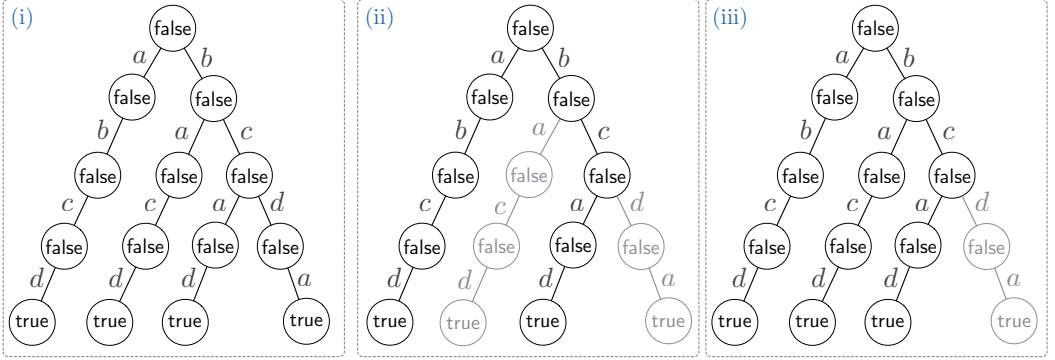 (i) (ii) (iii)
false false false
a b a b a b
false false false false false false
b a c b a c b a c
false false false false false false false false false
c c a d c c a d c c a d
false false false false false false false false false false false false
d d d a d d d a d d d a
true true true true true true true true true true true true